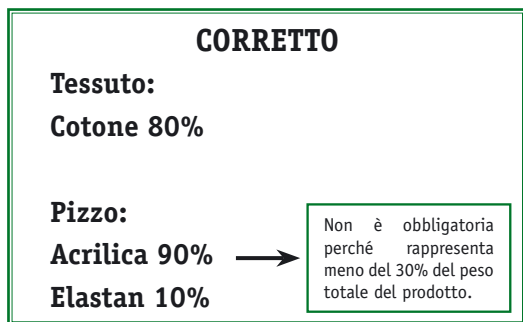 CORRETTO
Tessuto:
Cotone 80%
Pizzo:
Acrilica 90%
Elastan 10%
Non è obbligatoria
perché rappresenta
meno del 30% del peso
totale del prodotto.